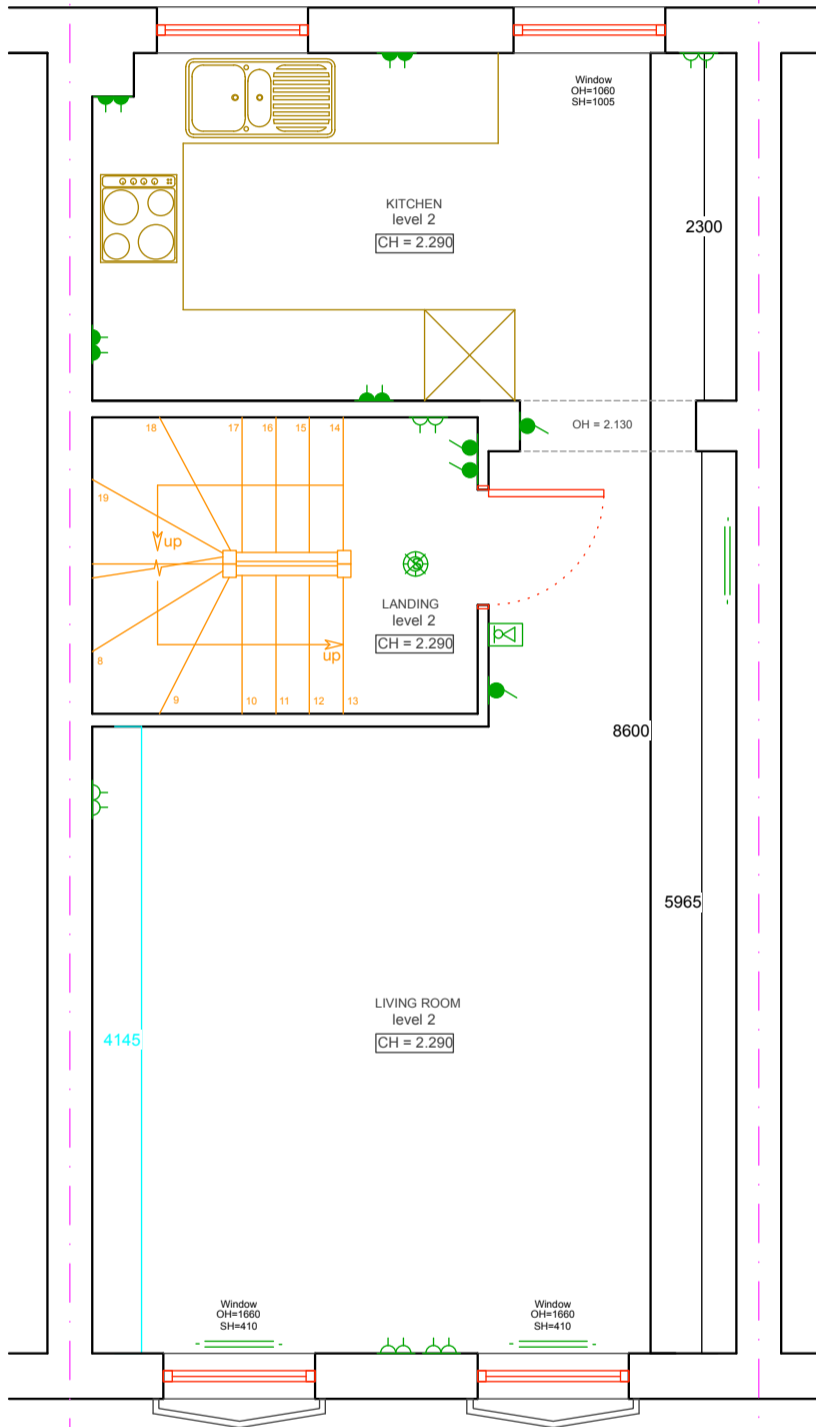 Window
OH=1060
SH=1005
KITCHEN
level 2
CH = 2.290
2300
OH = 2.130
18
17
16
15
14
19
up
LANDING
level 2
CH = 2.290
up
8
9
10
11
12
13
8600
5965
LIVING ROOM
level 2
CH = 2.290
4145
Window
OH=1660
SH=410
Window
OH=1660
SH=410